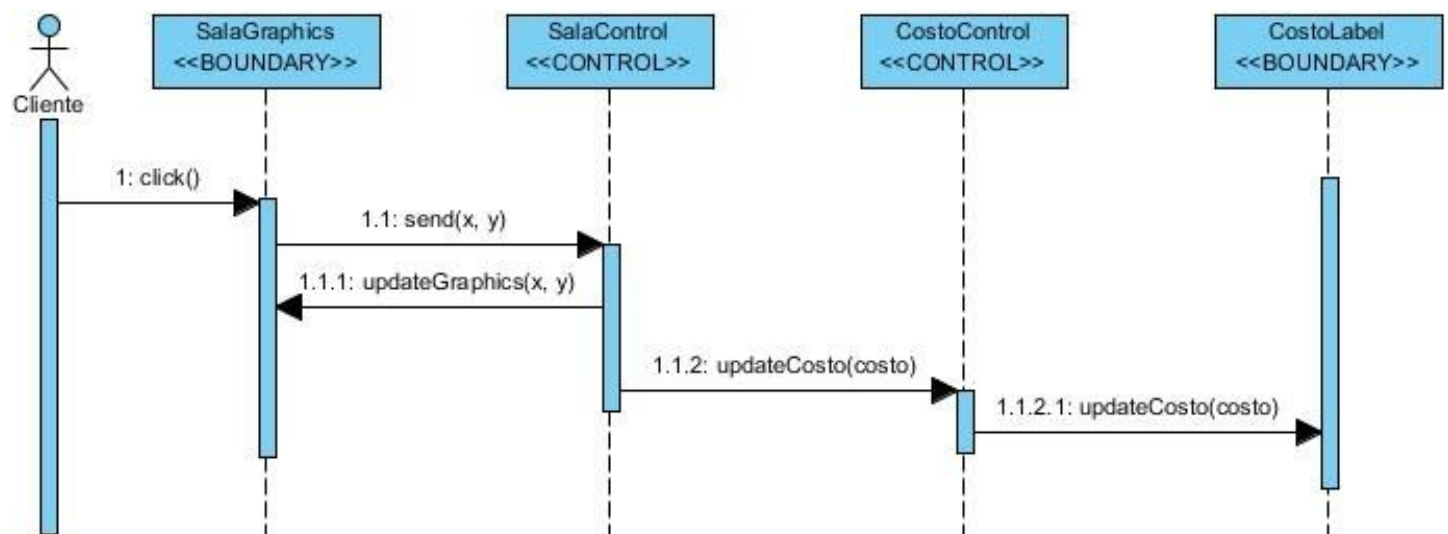 SalaGraphics
<<BOUNDARY>>
SalaControl
<<CONTROL>>
CostoControl
<<CONTROL>>
CostoLabel
<<BOUNDARY>>
Cliente
1: click()
1.1: send(x, y)
1.1.1: updateGraphics(x, y)
1.1.2: updateCosto(costo)
1.1.2.1: updateCosto(costo)